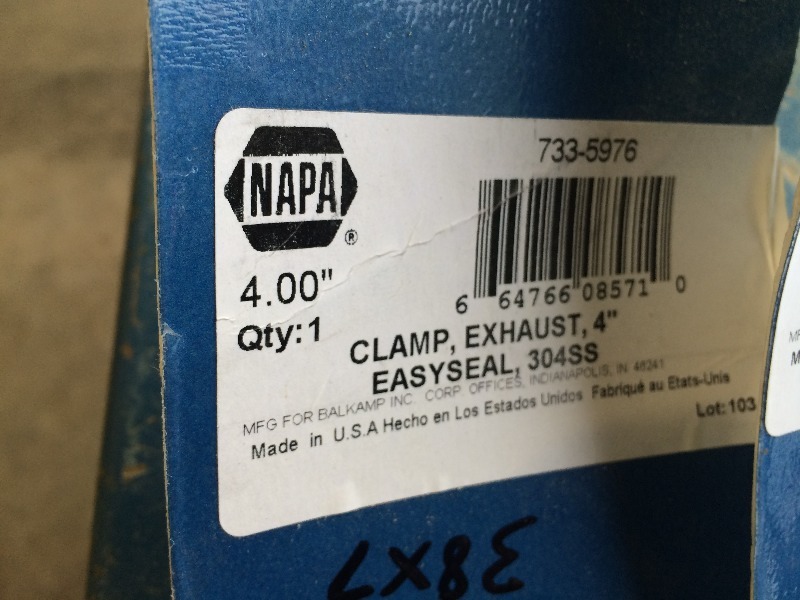 NAPA ®
733-5976
6 64766 08571 0
4.00"
Qty:1
CLAMP, EXHAUST, 4"
EASYSEAL, 304SS
MFG FOR BALKAMP INC. CORP. OFFICES, INDIANAPOLIS, IN 46241
Made in U.S.A Hecho en Los Estados Unidos Fabriqué au Etats-Unis
Lot:103
38X7